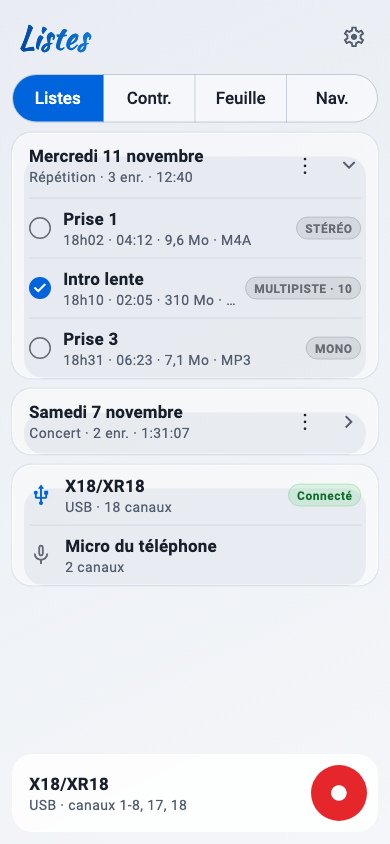 Listes
Listes
Contr.
Feuille
Nav.
Mercredi 11 novembre
Répétition · 3 enr. · 12:40
Prise 1
18h02 · 04:12 · 9,6 Mo · M4A
STÉRÉO
Intro lente
18h10 · 02:05 · 310 Mo · …
MULTIPISTE · 10
Prise 3
18h31 · 06:23 · 7,1 Mo · MP3
MONO
Samedi 7 novembre
Concert · 2 enr. · 1:31:07
X18/XR18
USB · 18 canaux
Connecté
Micro du téléphone
2 canaux
X18/XR18
USB · canaux 1-8, 17, 18